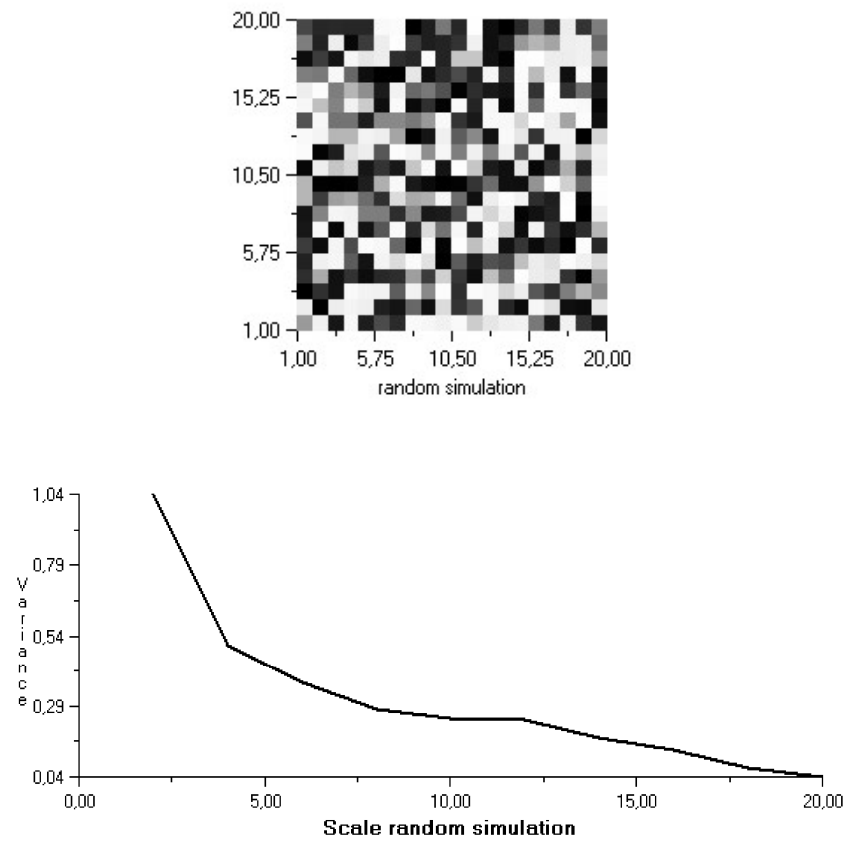 20,00
15,25
10,50
5,75
1,00
1,00 5,75 10,50 15,25 20,00
random simulation
1,04
0,79
0,54
0,29
0,04
Variance
0,00 5,00 10,00 15,00 20,00
Scale random simulation